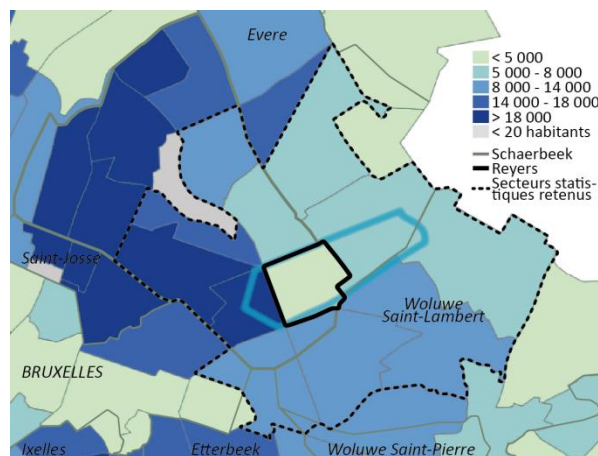 Evere
< 5 000
5 000 - 8 000
8 000 - 14 000
14 000 - 18 000
> 18 000
< 20 habitants
Schaerbeek
Reyers
Secteurs statis-
tiques retenus
Saint-Josse
Woluwe
Saint-Lambert
BRUXELLES
Ixelles
Etterbeek
Woluwe Saint-Pierre